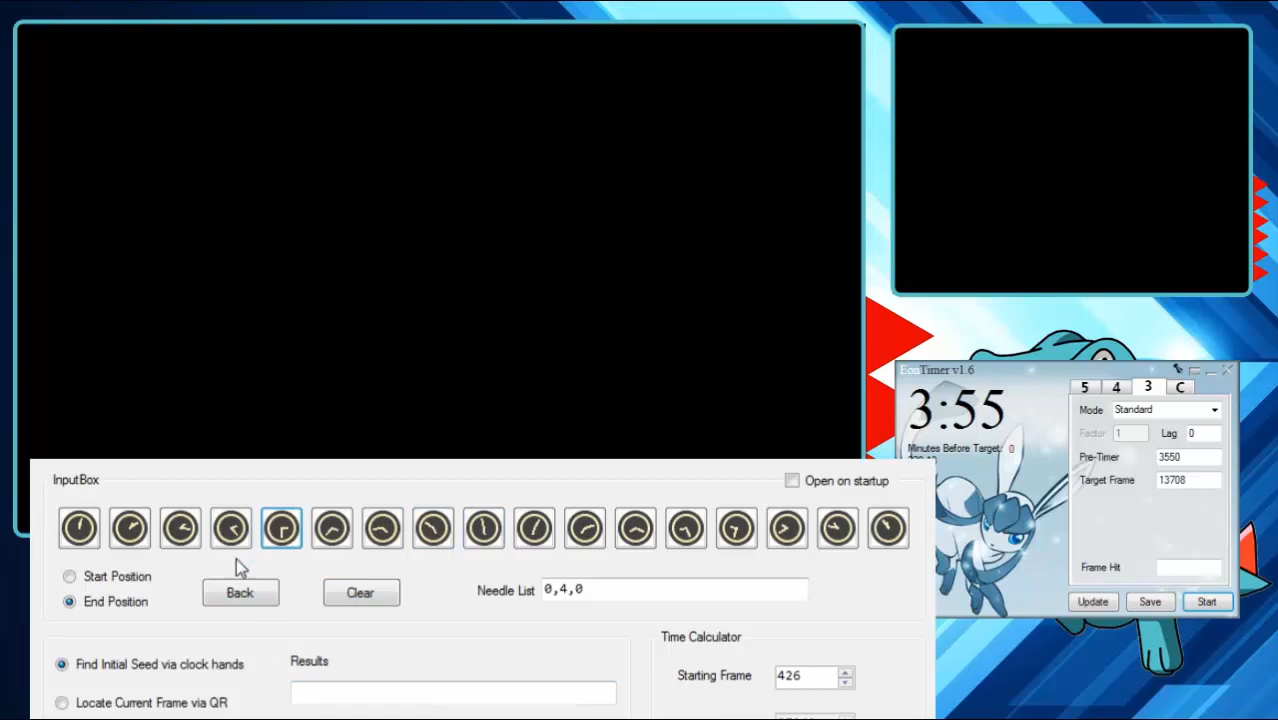 EonTimer v1.6
5 4 3 C
3:55
Mode Standard
Minutes Before Target: 0
Factor 1 Lag 0
Pre-Timer 3550
Target Frame 13708
Frame Hit
Update Save Start
InputBox
Open on startup
Start Position
End Position
Back
Clear
Needle List 0,4,0
Find Initial Seed via clock hands
Locate Current Frame via QR
Results
Time Calculator
Starting Frame 426